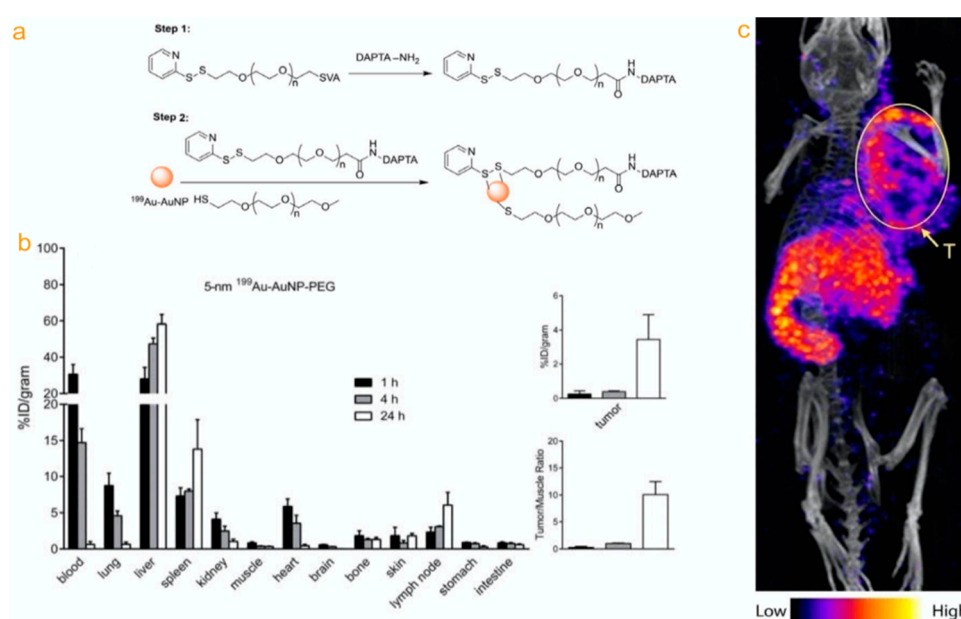 a
Step 1:
N
S
S
O
O
n
SVA
DAPTA –NH2
N
S
S
O
O
n
O
H
N
DAPTA
Step 2:
N
S
S
O
O
n
O
H
N
DAPTA
199Au-AuNP
HS
O
O
n
O
N
S
S
O
O
n
O
H
N
DAPTA
S
O
O
n
O
b
5-nm 199Au-AuNP-PEG
%ID/gram
100
80
60
40
20
20
15
10
5
0
1 h
4 h
24 h
blood
lung
liver
spleen
kidney
muscle
heart
brain
bone
skin
lymph node
stomach
intestine
%ID/gram
6
4
2
0
tumor
Tumor/Muscle Ratio
20
15
10
5
0
c
T
Low
High